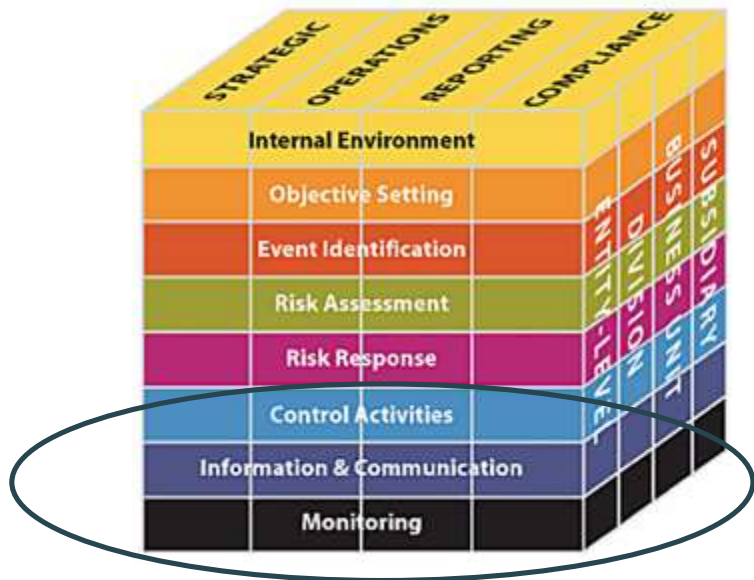 STRATEGIC
OPERATIONS
REPORTING
COMPLIANCE
Internal Environment
Objective Setting
Event Identification
Risk Assessment
Risk Response
Control Activities
Information & Communication
Monitoring
ENTITY-LEVEL
DIVISION
BUSINESS UNIT
SUBSIDIARY